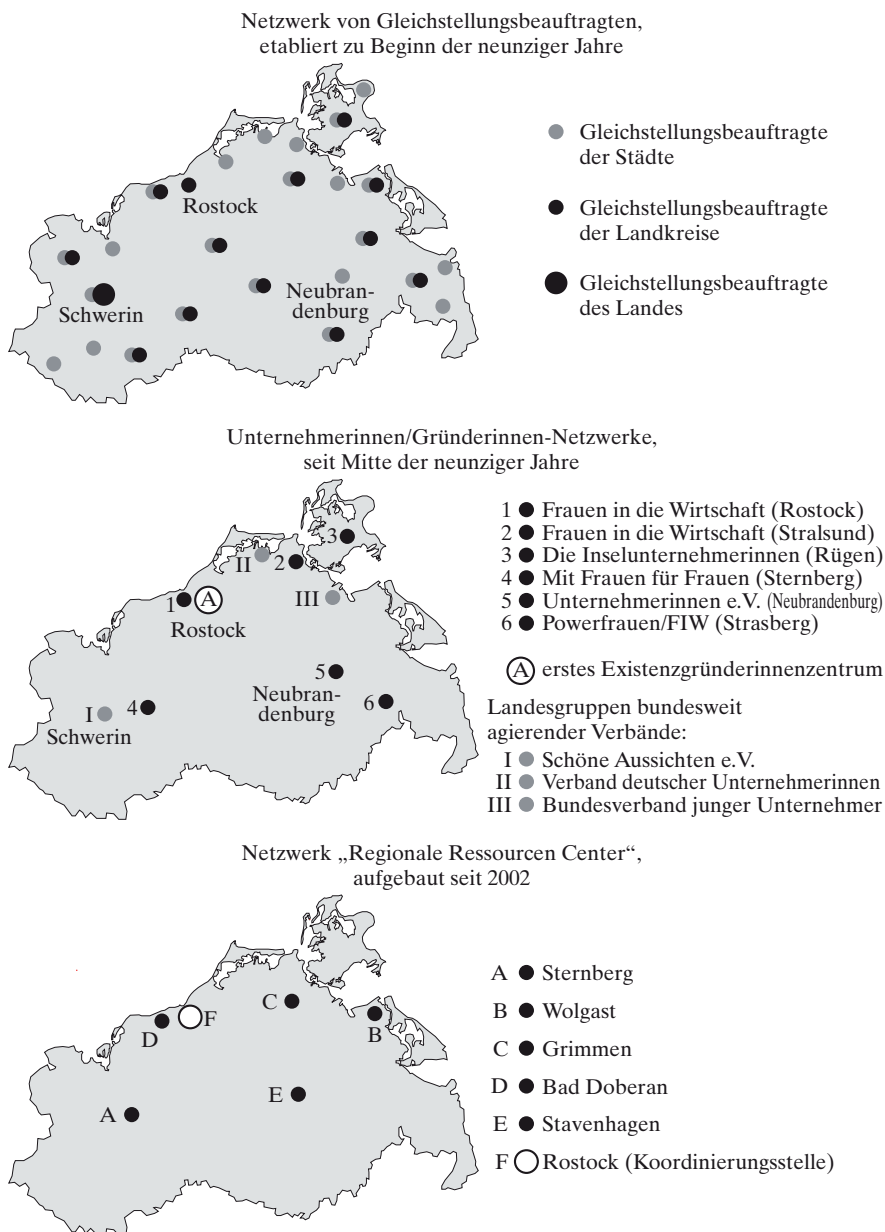 Netzwerk von Gleichstellungsbeauftragten,
etabliert zu Beginn der neunziger Jahre
Gleichstellungsbeauftragte
der Städte
Gleichstellungsbeauftragte
der Landkreise
Gleichstellungsbeauftragte
des Landes
Rostock
Neubran-
denburg
Schwerin
Unternehmerinnen/Gründerinnen-Netzwerke,
seit Mitte der neunziger Jahre
3
II
2
1
A
III
Rostock
5
Neubran-
denburg
6
4
I
Schwerin
1 Frauen in die Wirtschaft (Rostock)
2 Frauen in die Wirtschaft (Stralsund)
3 Die Inselunternehmerinnen (Rügen)
4 Mit Frauen für Frauen (Sternberg)
5 Unternehmerinnen e.V. (Neubrandenburg)
6 Powerfrauen/FIW (Strasberg)
A erstes Existenzgründerinnenzentrum
Landesgruppen bundesweit
agierender Verbände:
I Schöne Aussichten e.V.
II Verband deutscher Unternehmerinnen
III Bundesverband junger Unternehmer
Netzwerk „Regionale Ressourcen Center“,
aufgebaut seit 2002
C
F
D
B
E
A
A Sternberg
B Wolgast
C Grimmen
D Bad Doberan
E Stavenhagen
F Rostock (Koordinierungsstelle)